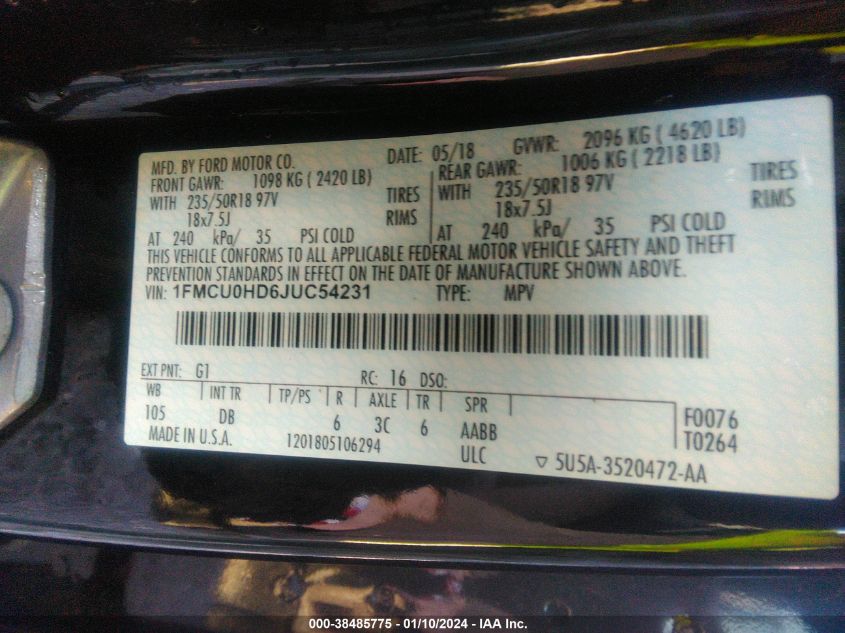 MFD. BY FORD MOTOR CO. DATE: 05/18 GVWR: 2096 KG ( 4620 LB)
FRONT GAWR: 1098 KG ( 2420 LB) REAR GAWR: 1006 KG ( 2218 LB)
WITH 235/50R18 97V TIRES WITH 235/50R18 97V TIRES
18x7.5J RIMS 18x7.5J RIMS
AT 240 kPa/ 35 PSI COLD AT 240 kPa/ 35 PSI COLD
THIS VEHICLE CONFORMS TO ALL APPLICABLE FEDERAL MOTOR VEHICLE SAFETY AND THEFT
PREVENTION STANDARDS IN EFFECT ON THE DATE OF MANUFACTURE SHOWN ABOVE.
VIN: 1FMCU0HD6JUC54231 TYPE: MPV
EXT PNT: G1 RC: 16 DSO:
WB INT TR TP/PS R AXLE TR SPR
105 DB 6 3C 6 AABB F0076
MADE IN U.S.A. 1201805106294 ULC T0264
▽ 5U5A-3520472-AA
000-38485775 - 01/10/2024 - IAA Inc.